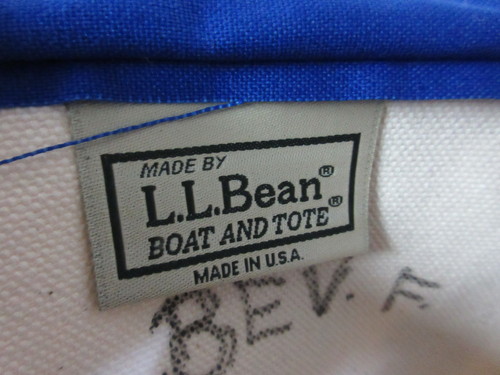 MADE BY
L.L.Bean®
BOAT AND TOTE®
MADE IN U.S.A.
BEV. F